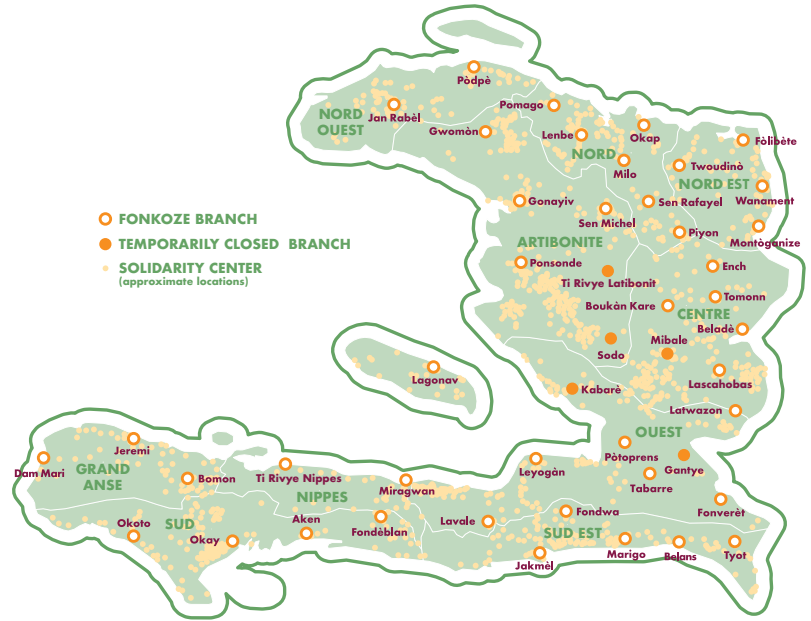 Pòdpè
NORD
OUEST
Jan Rabèl
Pomago
Gwomòn
Lenbe
Okap
NORD
Milo
Fòlibète
Twoudinò
NORD EST
Wanament
FONKOZE BRANCH
TEMPORARILY CLOSED BRANCH
SOLIDARITY CENTER
(approximate locations)
Gonayiv
Sen Michel
Sen Rafayel
Piyon
Montòganize
ARTIBONITE
Ponsonde
Ti Rivye Latibonit
Ench
Boukàn Kare
Tomonn
CENTRE
Beladè
Mibale
Sodo
Lagonav
Kabarè
Lascahobas
Latwazon
OUEST
Pòtoprens
Gantye
Tabarre
Fonverèt
Jeremi
Dam Mari
GRAND
ANSE
Bomon
Ti Rivye Nippes
NIPPES
Miragwan
Leyogàn
Okoto
SUD
Okay
Aken
Fondèblan
Lavale
Fondwa
SUD EST
Jakmèl
Marigo
Belans
Tyot